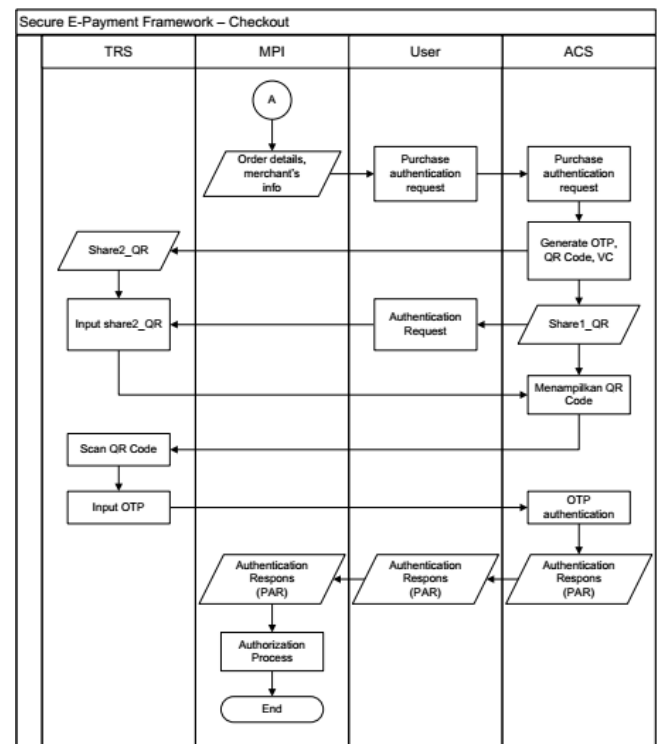 Secure E-Payment Framework – Checkout
TRS
MPI
User
ACS
A
Order details,
merchant's
info
Purchase
authentication
request
Purchase
authentication
request
Share2_QR
Generate OTP,
QR Code, VC
Input share2_QR
Authentication
Request
Share1_QR
Menampilkan QR
Code
Scan QR Code
Input OTP
OTP
authentication
Authentication
Respons
(PAR)
Authentication
Respons
(PAR)
Authentication
Respons
(PAR)
Authorization
Process
End